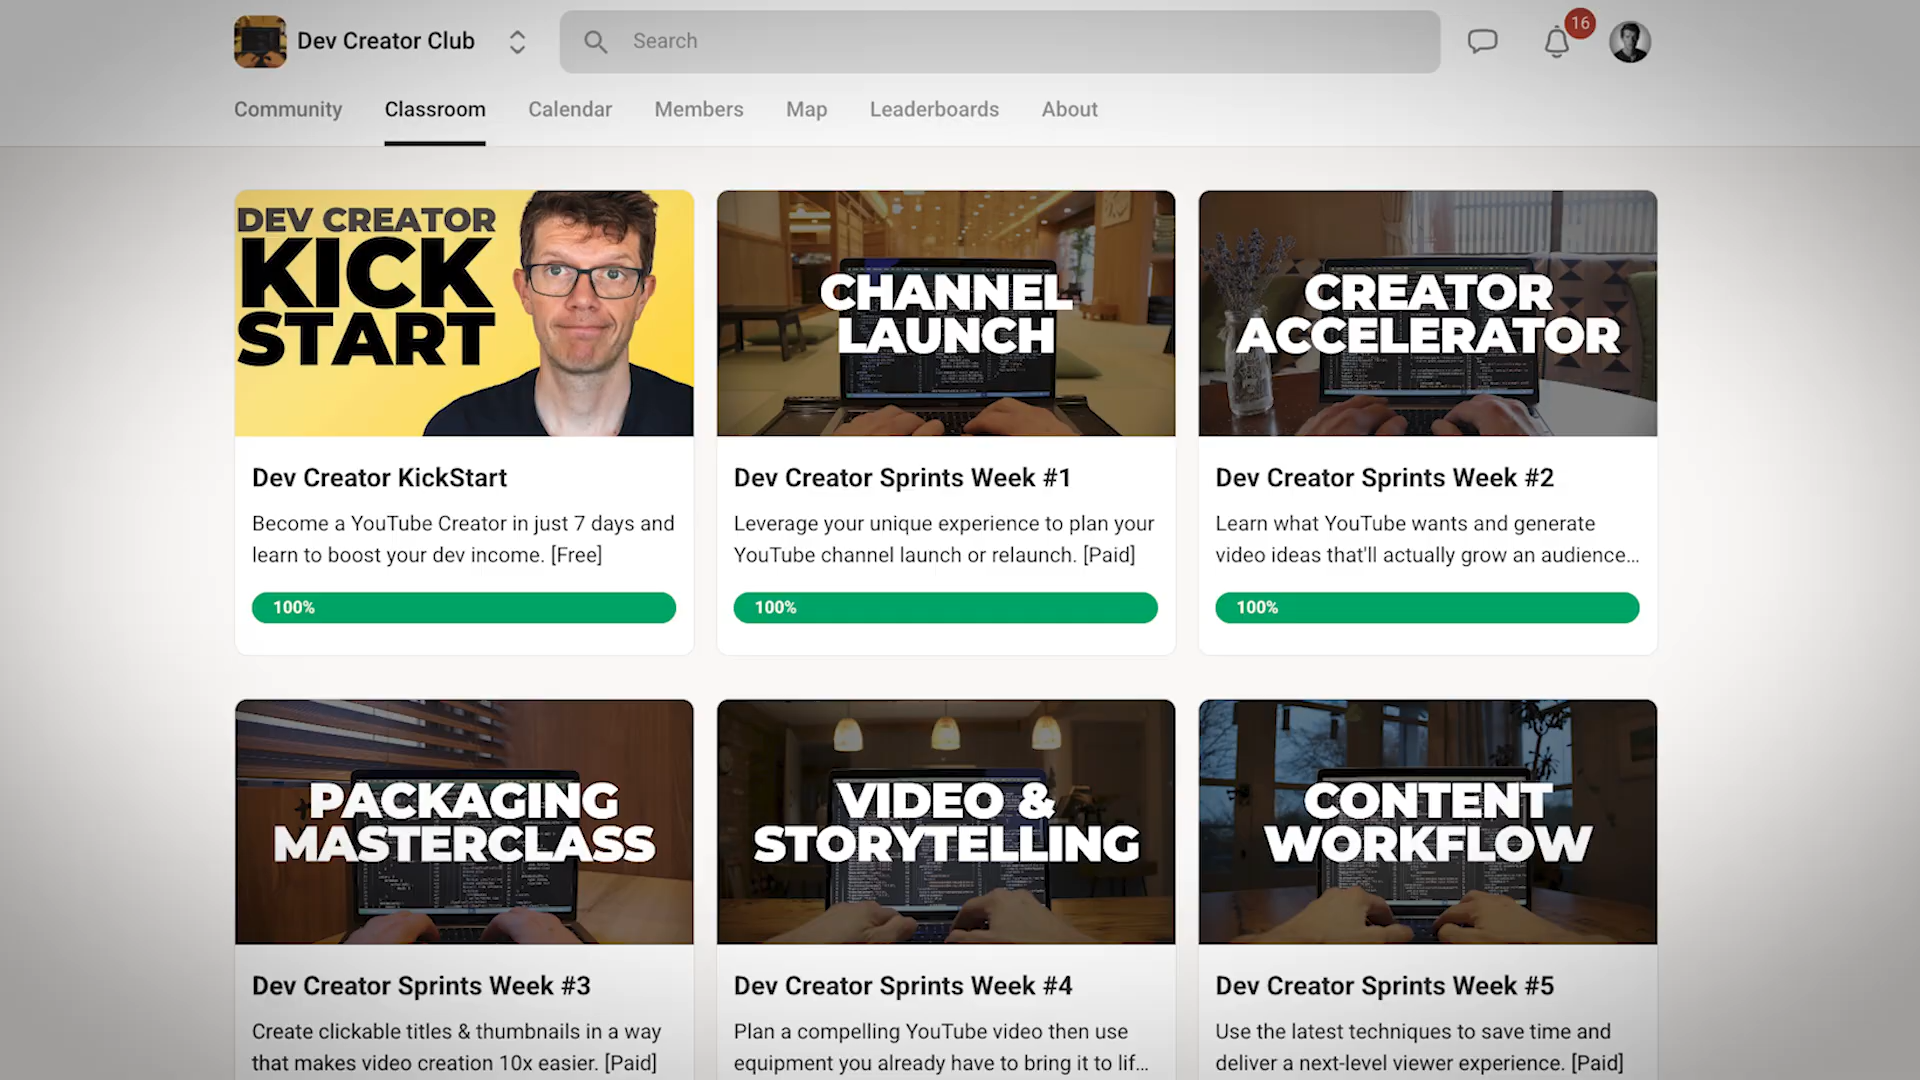 Dev Creator Club
Search
16
Community
Classroom
Calendar
Members
Map
Leaderboards
About
DEV CREATOR
KICK
START
Dev Creator KickStart
Become a YouTube Creator in just 7 days and
learn to boost your dev income. [Free]
100%
CHANNEL
LAUNCH
Dev Creator Sprints Week #1
Leverage your unique experience to plan your
YouTube channel launch or relaunch. [Paid]
100%
CREATOR
ACCELERATOR
Dev Creator Sprints Week #2
Learn what YouTube wants and generate
video ideas that'll actually grow an audience...
100%
PACKAGING
MASTERCLASS
Dev Creator Sprints Week #3
Create clickable titles & thumbnails in a way
that makes video creation 10x easier. [Paid]
VIDEO &
STORYTELLING
Dev Creator Sprints Week #4
Plan a compelling YouTube video then use
equipment you already have to bring it to lif...
CONTENT
WORKFLOW
Dev Creator Sprints Week #5
Use the latest techniques to save time and
deliver a next-level viewer experience. [Paid]